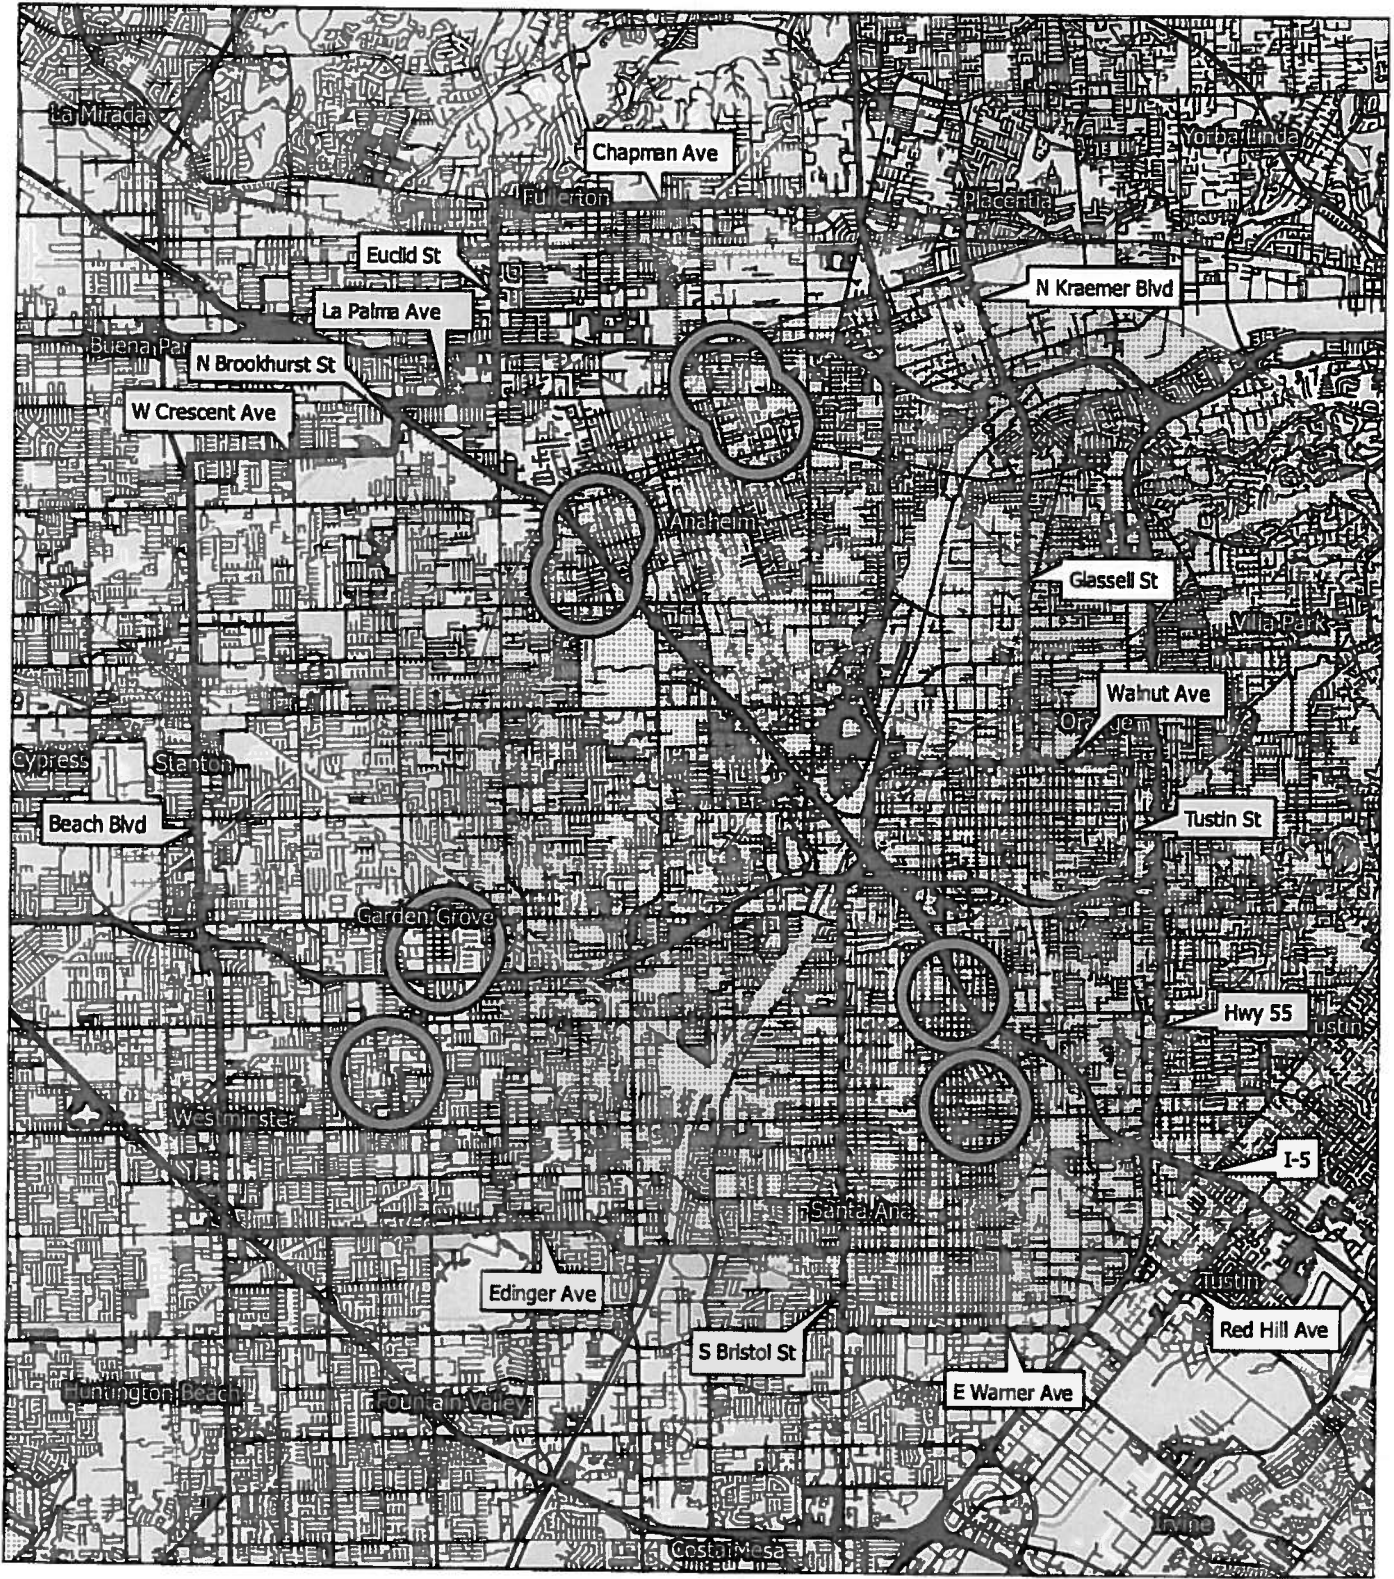 La Mirada
Chapman Ave
Yorba Linda
Fullerton
Placentia
Euclid St
N Kraemer Blvd
La Palma Ave
Buena Pa
N Brookhurst St
W Crescent Ave
Anaheim
Glassell St
Villa Park
Walnut Ave
Cypress
Stanton
Beach Blvd
Tustin St
Garden Grove
Hwy 55
Westminster
I-5
Santa Ana
Edinger Ave
Tustin
S Bristol St
Red Hill Ave
E Warner Ave
Huntington Beach
Fountain Valley
Irvine
Costa Mesa